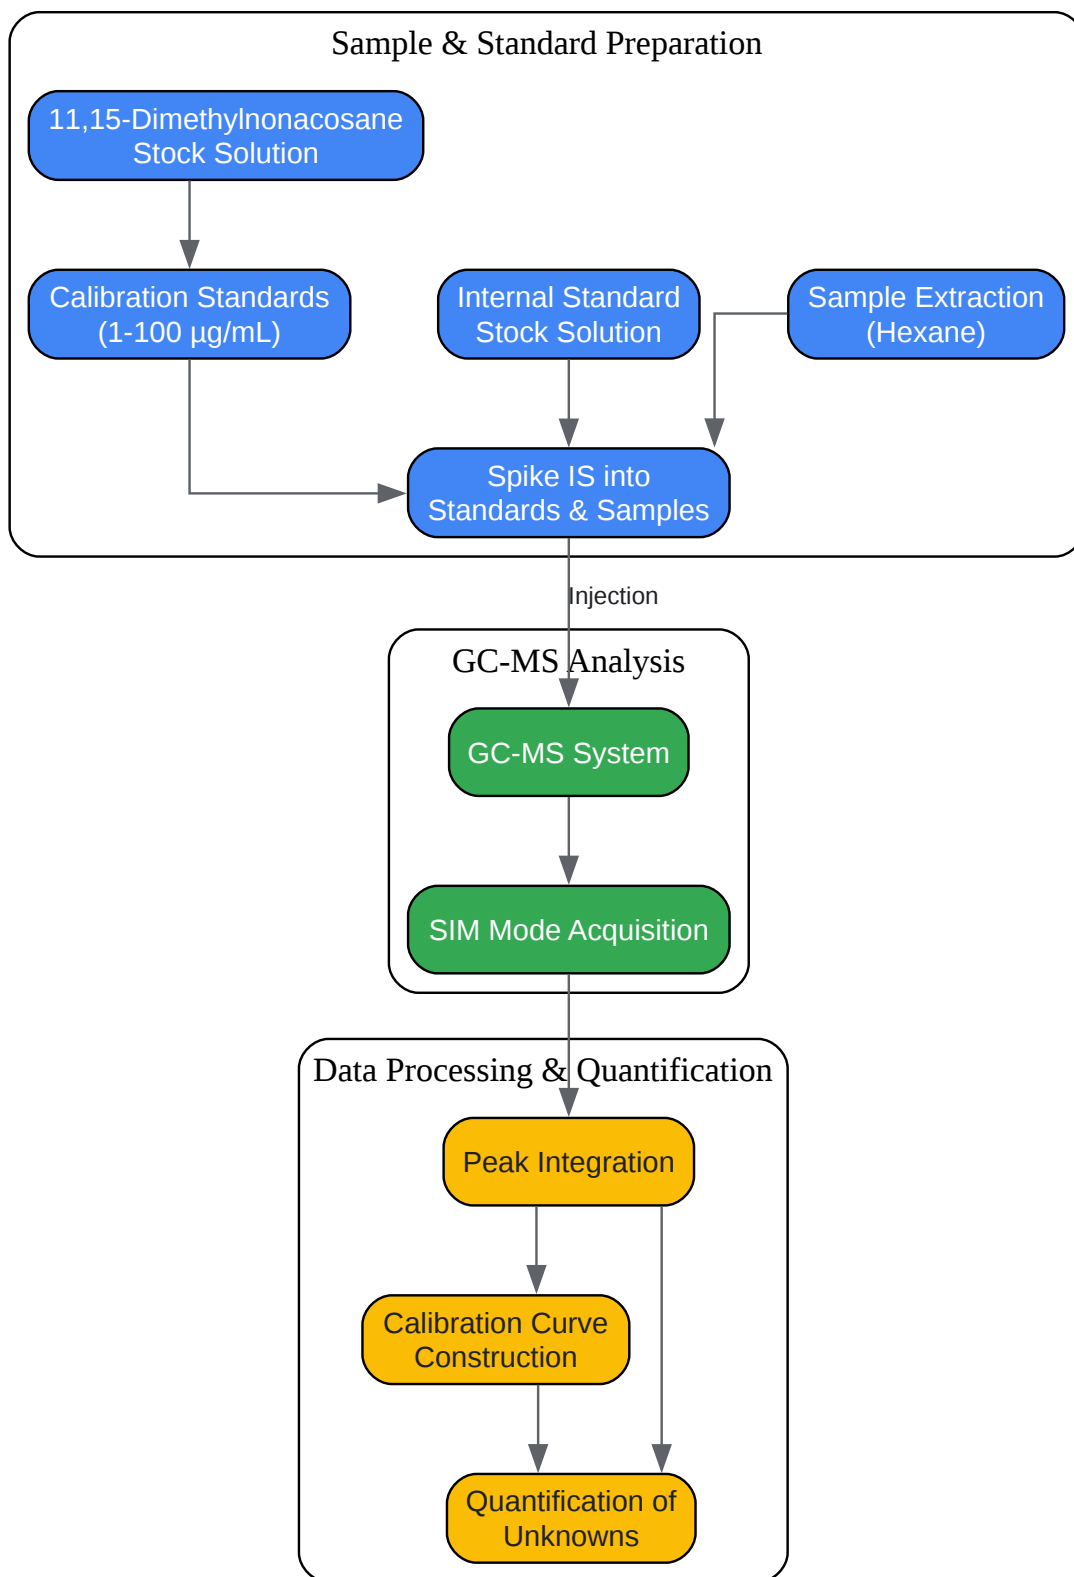 Sample & Standard Preparation
11,15-Dimethylnonacosane
Stock Solution
Calibration Standards
(1-100 µg/mL)
Internal Standard
Stock Solution
Sample Extraction
(Hexane)
Spike IS into
Standards & Samples
Injection
GC-MS Analysis
GC-MS System
SIM Mode Acquisition
Data Processing & Quantification
Peak Integration
Calibration Curve
Construction
Quantification of
Unknowns